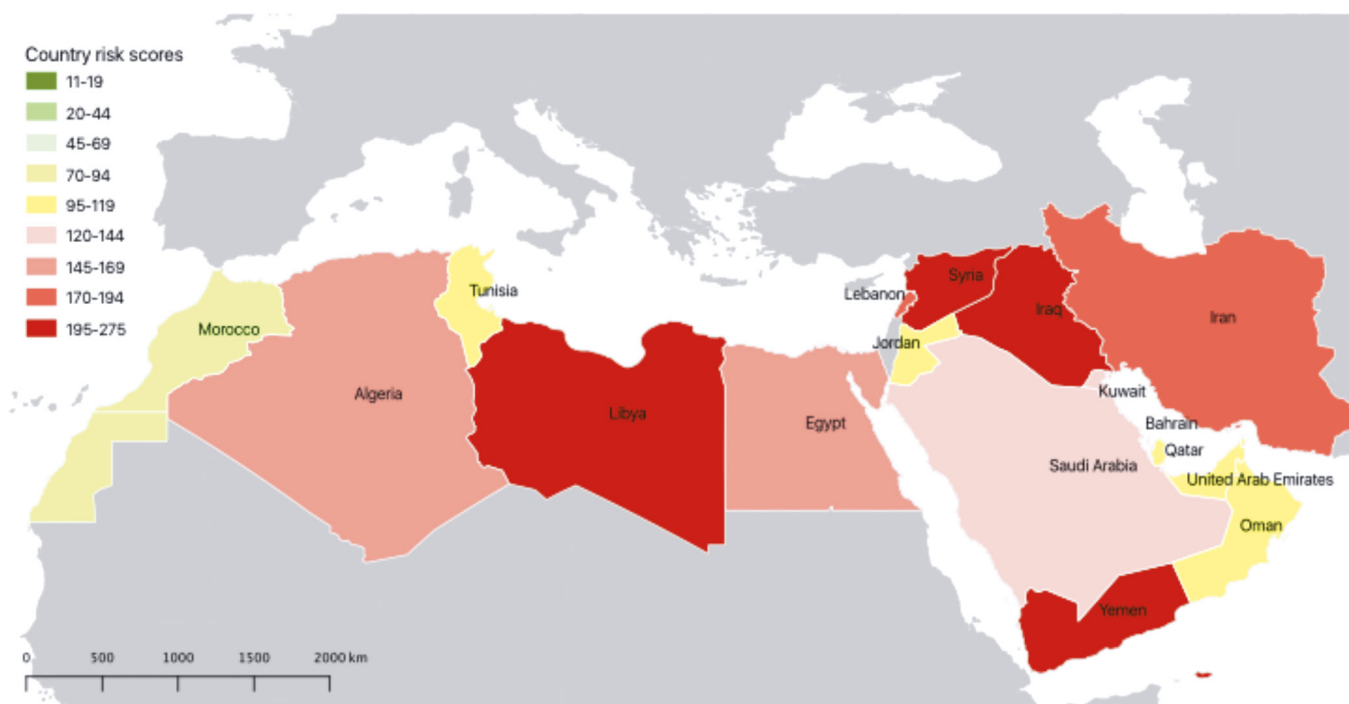 Country risk scores
11-19
20-44
45-69
70-94
95-119
120-144
145-169
170-194
195-275
Morocco
Tunisia
Algeria
Libya
Egypt
Lebanon
Syria
Jordan
Iraq
Iran
Kuwait
Bahrain
Qatar
Saudi Arabia
United Arab Emirates
Oman
Yemen
0 500 1000 1500 2000 km